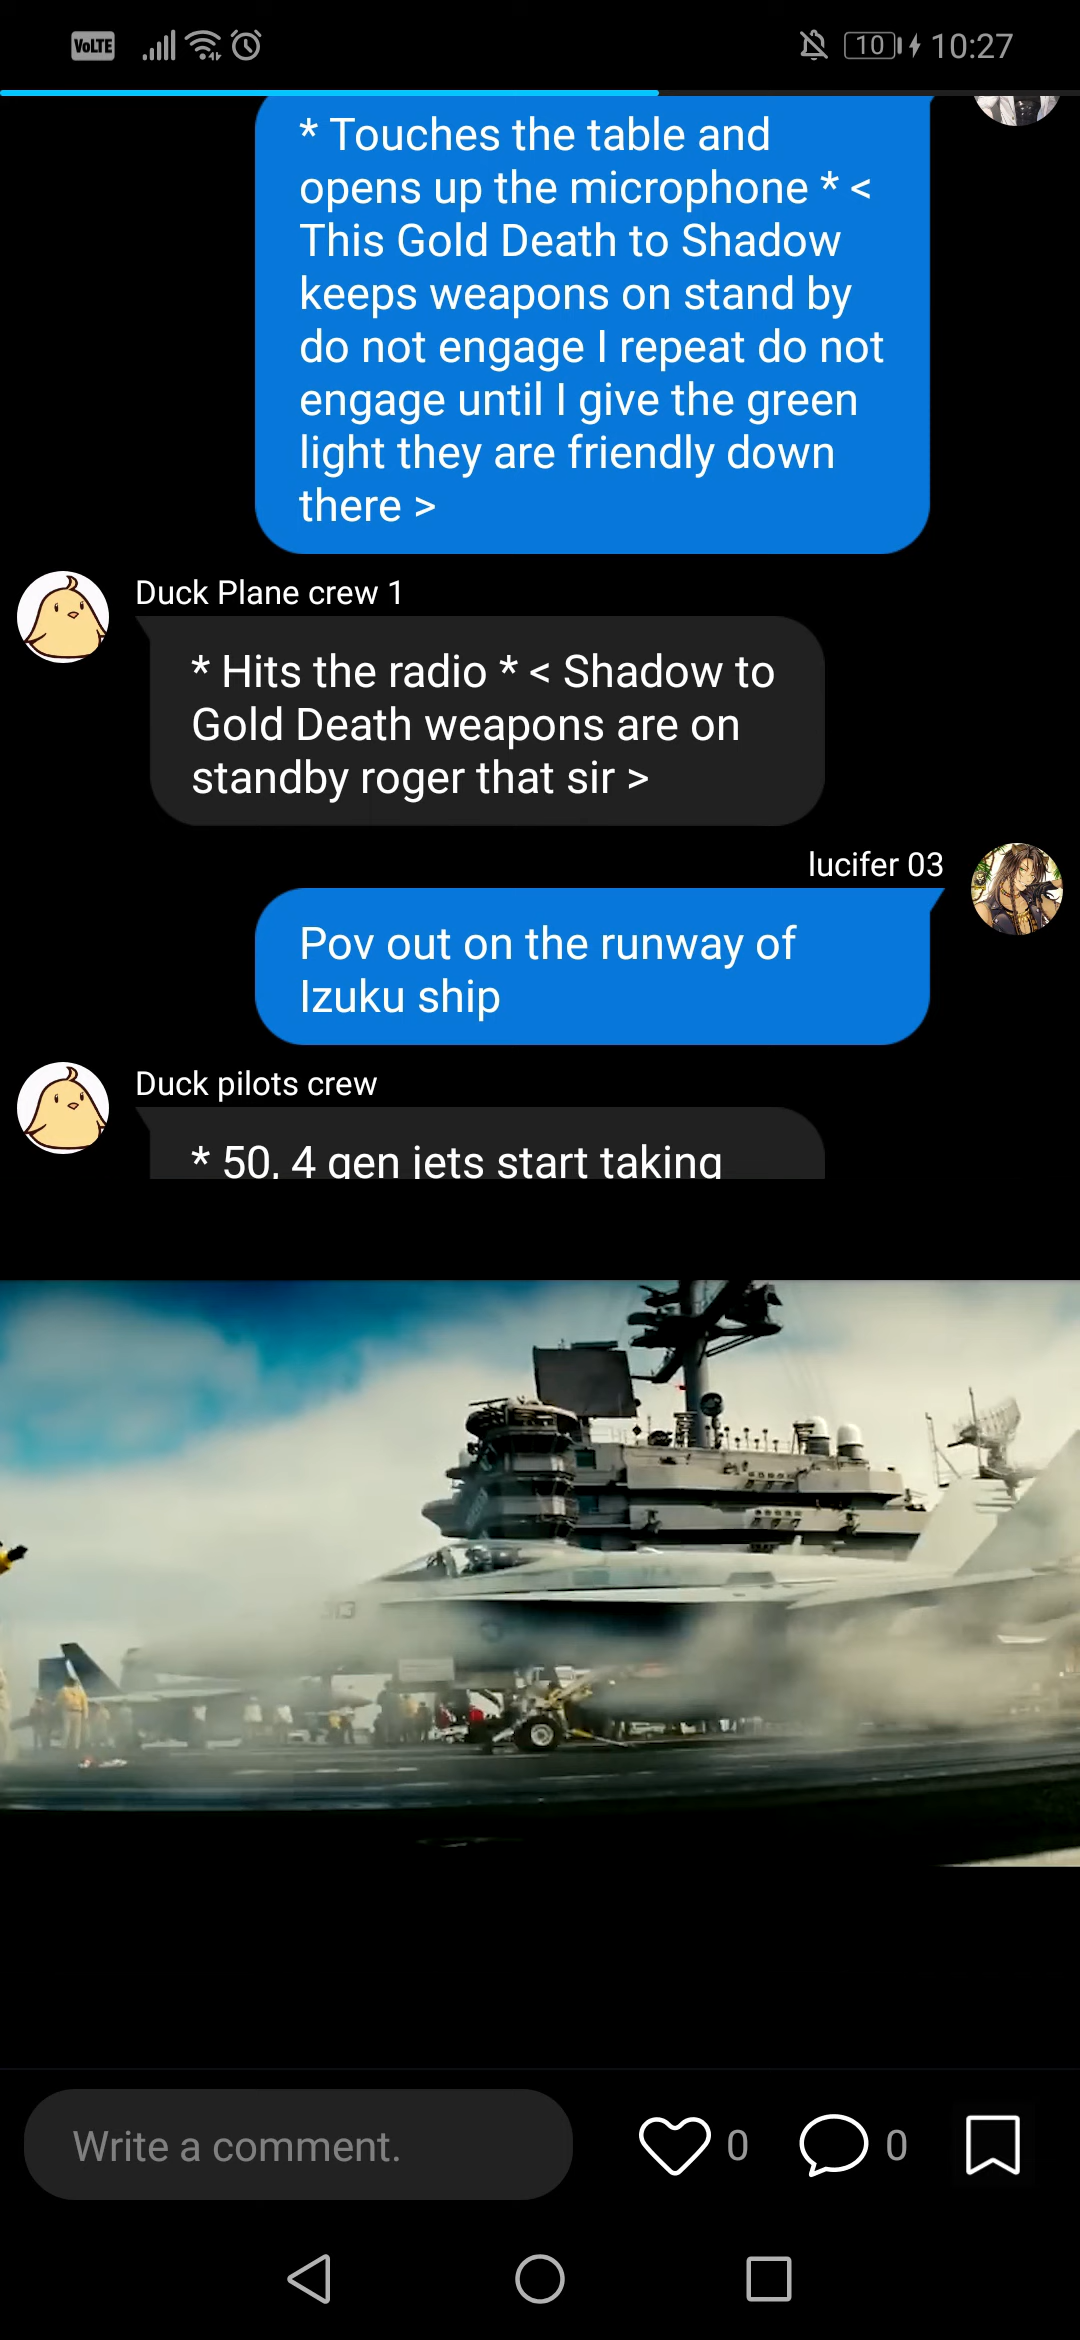 VoLTE 10 10:27
* Touches the table and
opens up the microphone * <
This Gold Death to Shadow
keeps weapons on stand by
do not engage I repeat do not
engage until I give the green
light they are friendly down
there >
Duck Plane crew 1
* Hits the radio * < Shadow to
Gold Death weapons are on
standby roger that sir >
lucifer 03
Pov out on the runway of
Izuku ship
Duck pilots crew
* 50, 4 gen jets start taking
Write a comment.
0
0